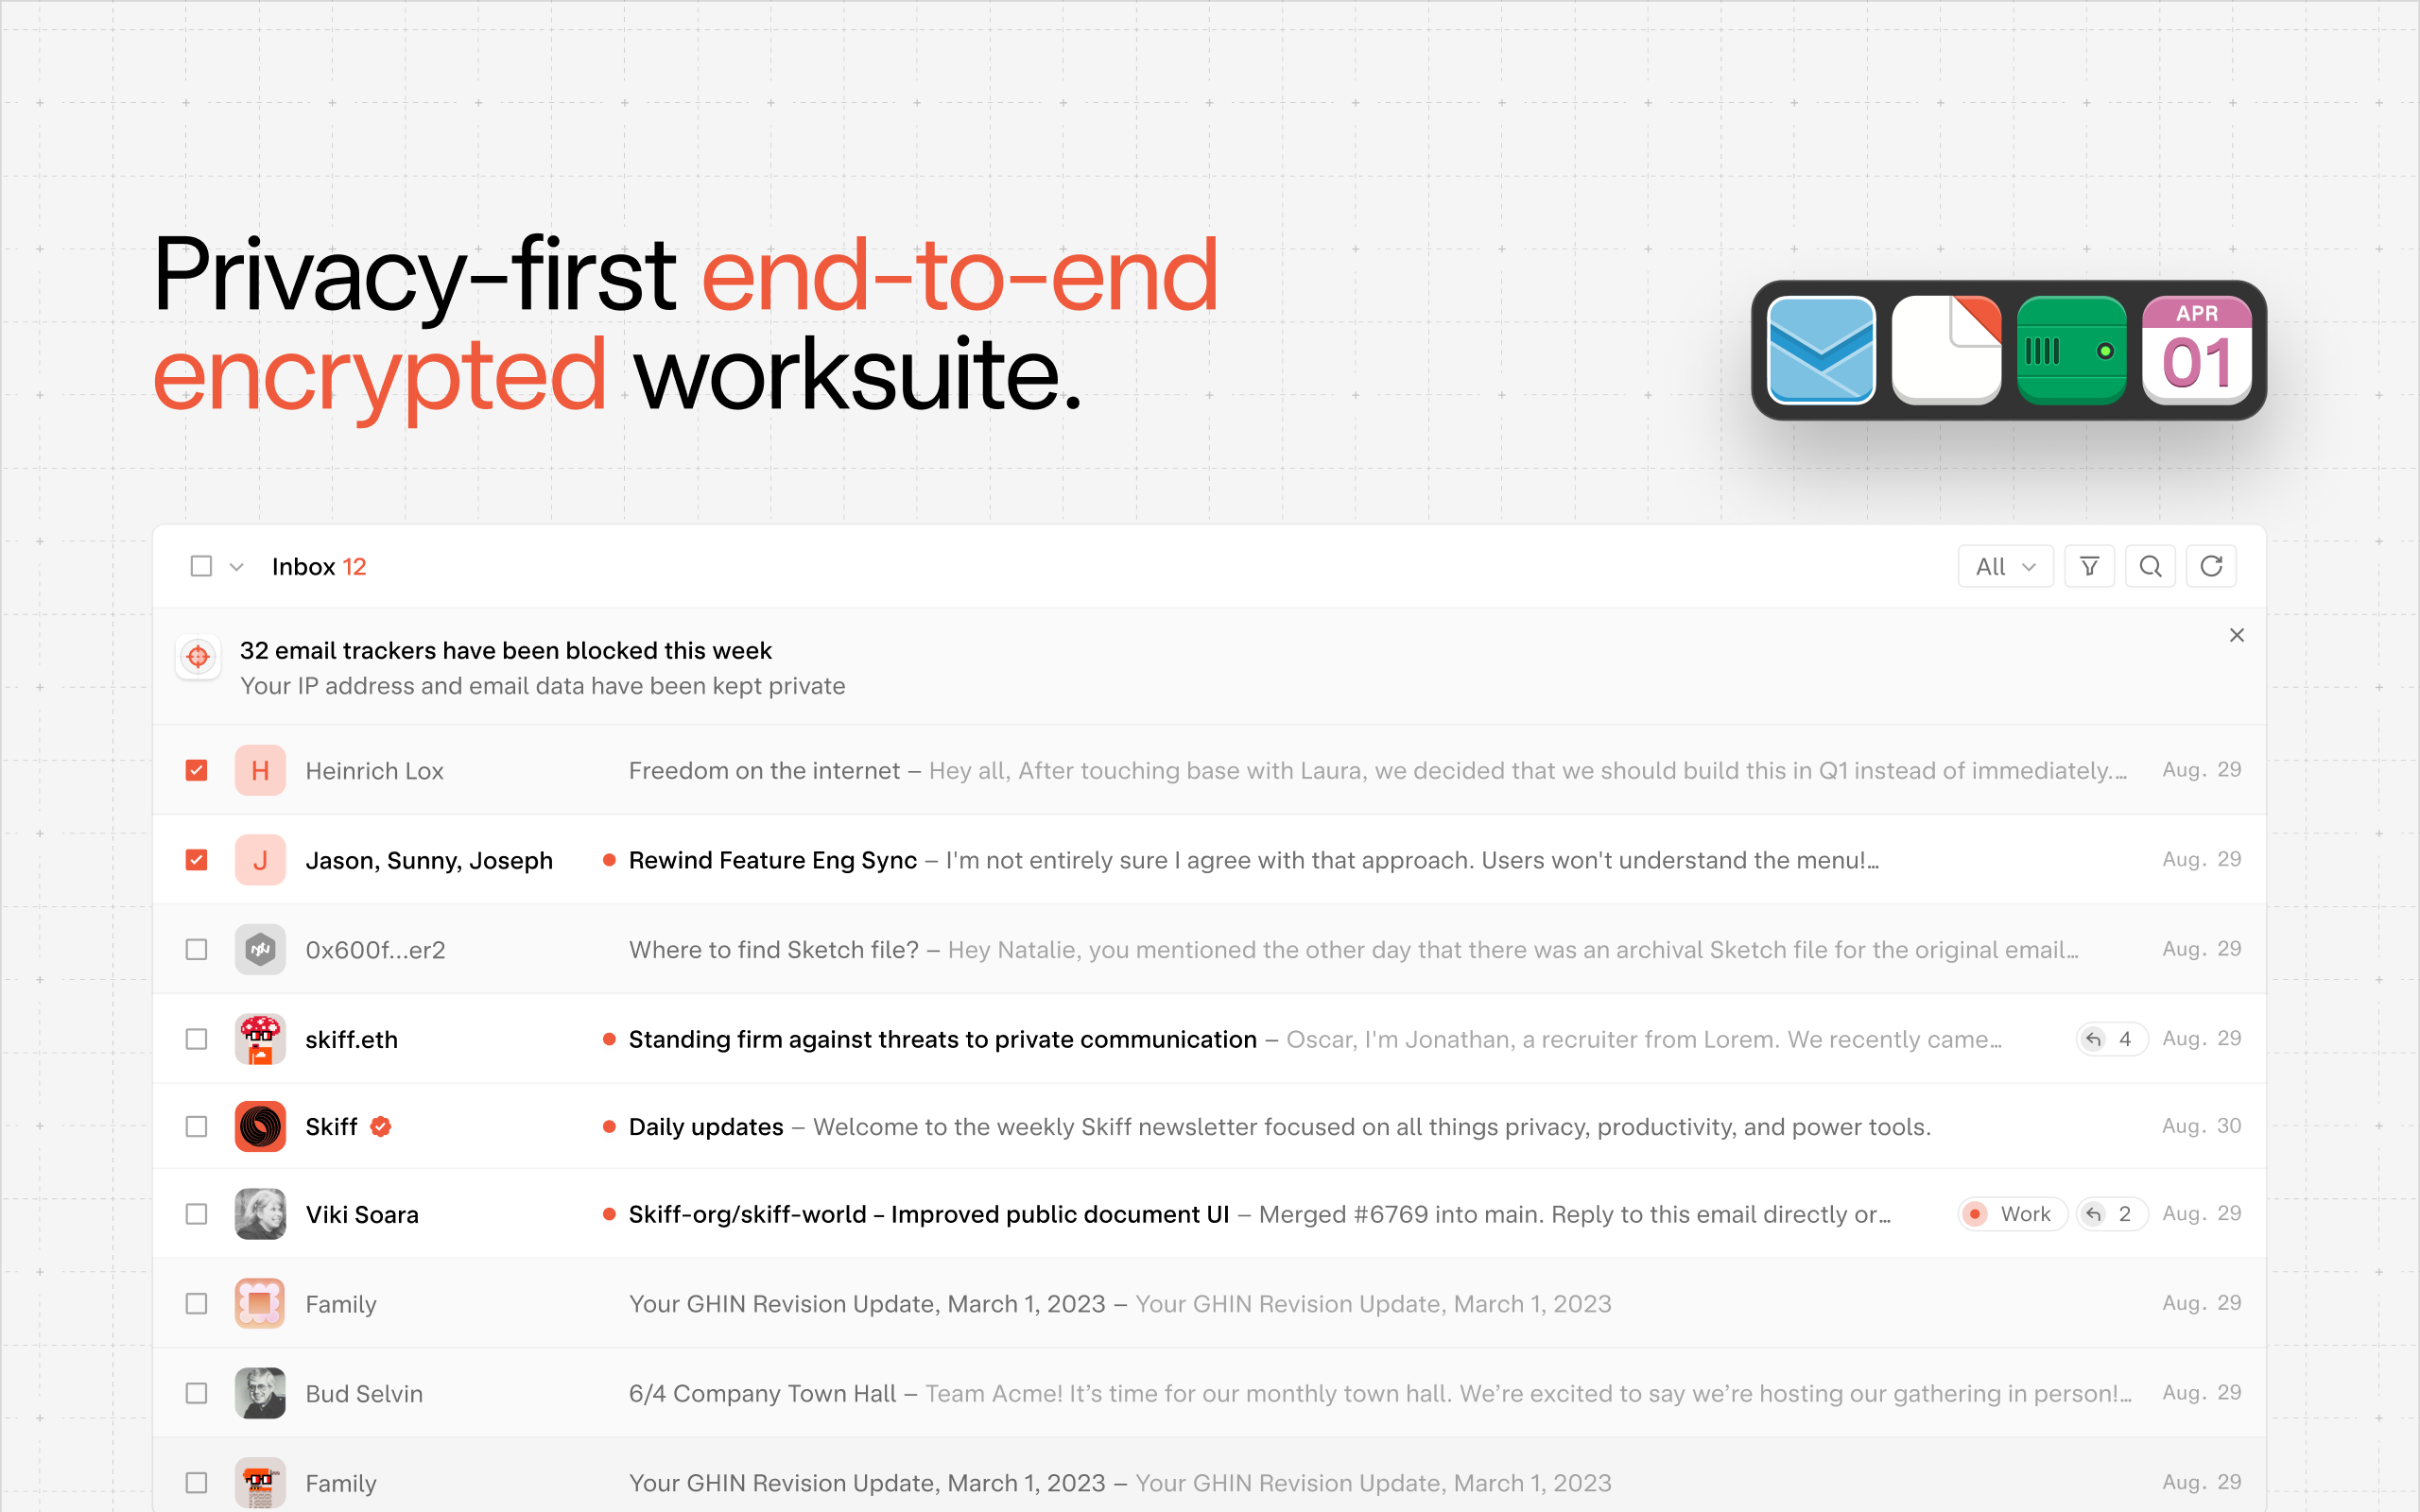 Privacy-first end-to-end
encrypted worksuite.
APR
01
Inbox 12
All
32 email trackers have been blocked this week
Your IP address and email data have been kept private
H Heinrich Lox Freedom on the internet – Hey all, After touching base with Laura, we decided that we should build this in Q1 instead of immediately.... Aug. 29
J Jason, Sunny, Joseph Rewind Feature Eng Sync – I'm not entirely sure I agree with that approach. Users won't understand the menu!... Aug. 29
0x600f...er2 Where to find Sketch file? – Hey Natalie, you mentioned the other day that there was an archival Sketch file for the original email... Aug. 29
skiff.eth Standing firm against threats to private communication – Oscar, I'm Jonathan, a recruiter from Lorem. We recently came... 4 Aug. 29
Skiff Daily updates – Welcome to the weekly Skiff newsletter focused on all things privacy, productivity, and power tools. Aug. 30
Viki Soara Skiff-org/skiff-world – Improved public document UI – Merged #6769 into main. Reply to this email directly or... Work 2 Aug. 29
Family Your GHIN Revision Update, March 1, 2023 – Your GHIN Revision Update, March 1, 2023 Aug. 29
Bud Selvin 6/4 Company Town Hall – Team Acme! It’s time for our monthly town hall. We’re excited to say we’re hosting our gathering in person!... Aug. 29
Family Your GHIN Revision Update, March 1, 2023 – Your GHIN Revision Update, March 1, 2023 Aug. 29